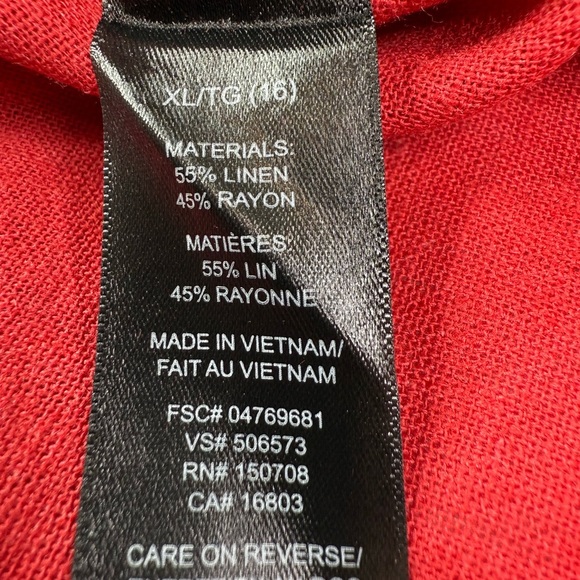 XL/TG (16)
MATERIALS:
55% LINEN
45% RAYON
MATIÈRES:
55% LIN
45% RAYONNE
MADE IN VIETNAM/
FAIT AU VIETNAM
FSC# 04769681
VS# 506573
RN# 150708
CA# 16803
CARE ON REVERSE/